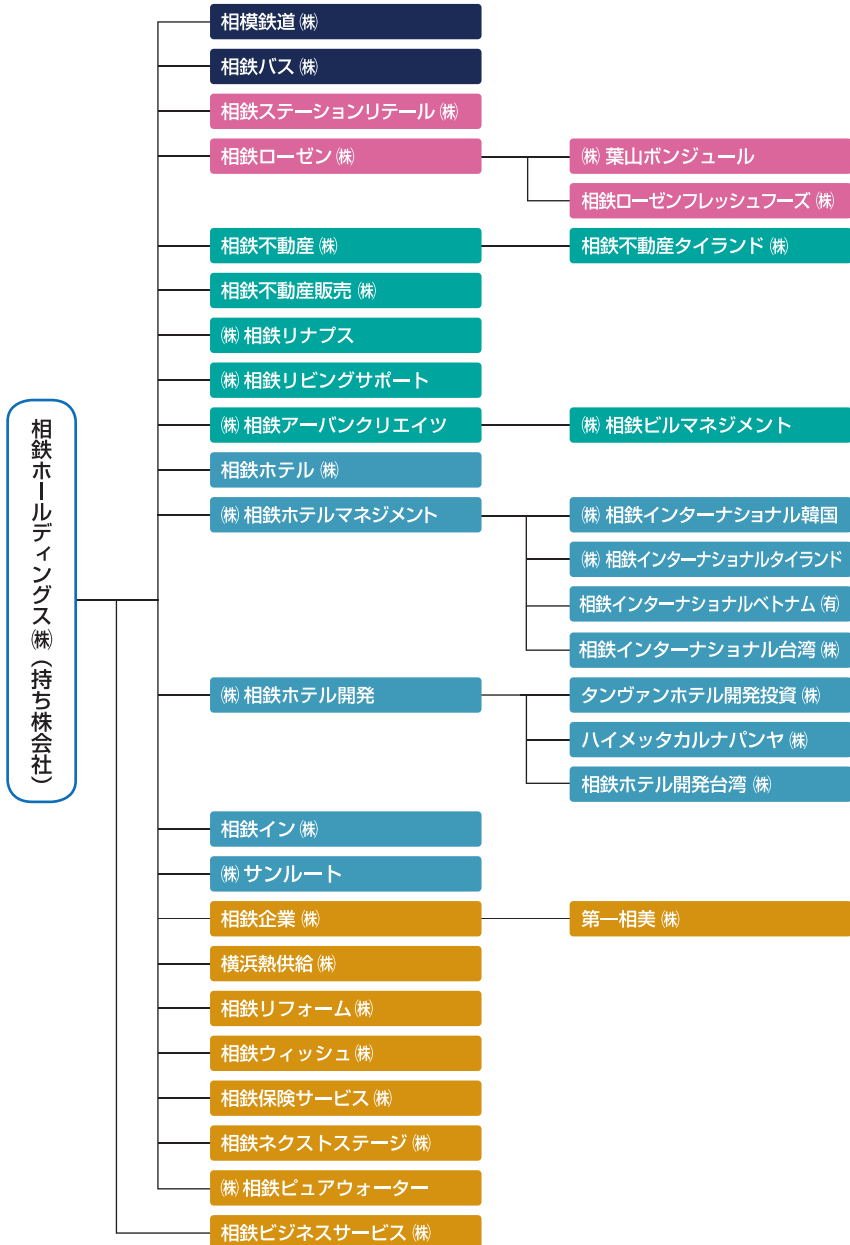 相鉄ホールディングス㈱(持ち株会社)
相模鉄道㈱
相鉄バス㈱
相鉄ステーションリテール㈱
相鉄ローゼン㈱
㈱葉山ボンジュール
相鉄ローゼンフレッシュフーズ㈱
相鉄不動産㈱
相鉄不動産タイランド㈱
相鉄不動産販売㈱
㈱相鉄リナプス
㈱相鉄リビングサポート
㈱相鉄アーバンクリエイツ
㈱相鉄ビルマネジメント
相鉄ホテル㈱
㈱相鉄ホテルマネジメント
㈱相鉄インターナショナル韓国
㈱相鉄インターナショナルタイランド
相鉄インターナショナルベトナム㈲
相鉄インターナショナル台湾㈱
㈱相鉄ホテル開発
タンヴァンホテル開発投資㈱
ハイメッタカルナパンヤ㈱
相鉄ホテル開発台湾㈱
相鉄イン㈱
㈱サンルート
相鉄企業㈱
第一相美㈱
横浜熱供給㈱
相鉄リフォーム㈱
相鉄ウィッシュ㈱
相鉄保険サービス㈱
相鉄ネクストステージ㈱
㈱相鉄ピュアウォーター
相鉄ビジネスサービス㈱